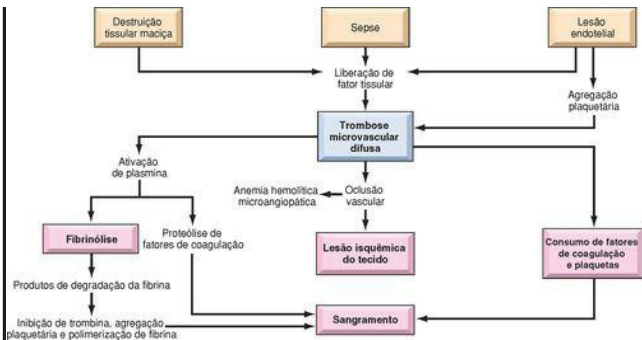 Destruição
tissular maciça
Sepse
Lesão
endotelial
Liberação de
fator tissular
Agregação
plaquetária
Trombose
microvascular
difusa
Ativação
de plasmina
Anemia hemolítica
microangiopática
Oclusão
vascular
Fibrinólise
Proteólise de
fatores de coagulação
Lesão isquêmica
do tecido
Consumo de fatores
de coagulação
e plaquetas
Produtos de degradação da fibrina
Inibição de trombina, agregação
plaquetária e polimerização de fibrina
Sangramento